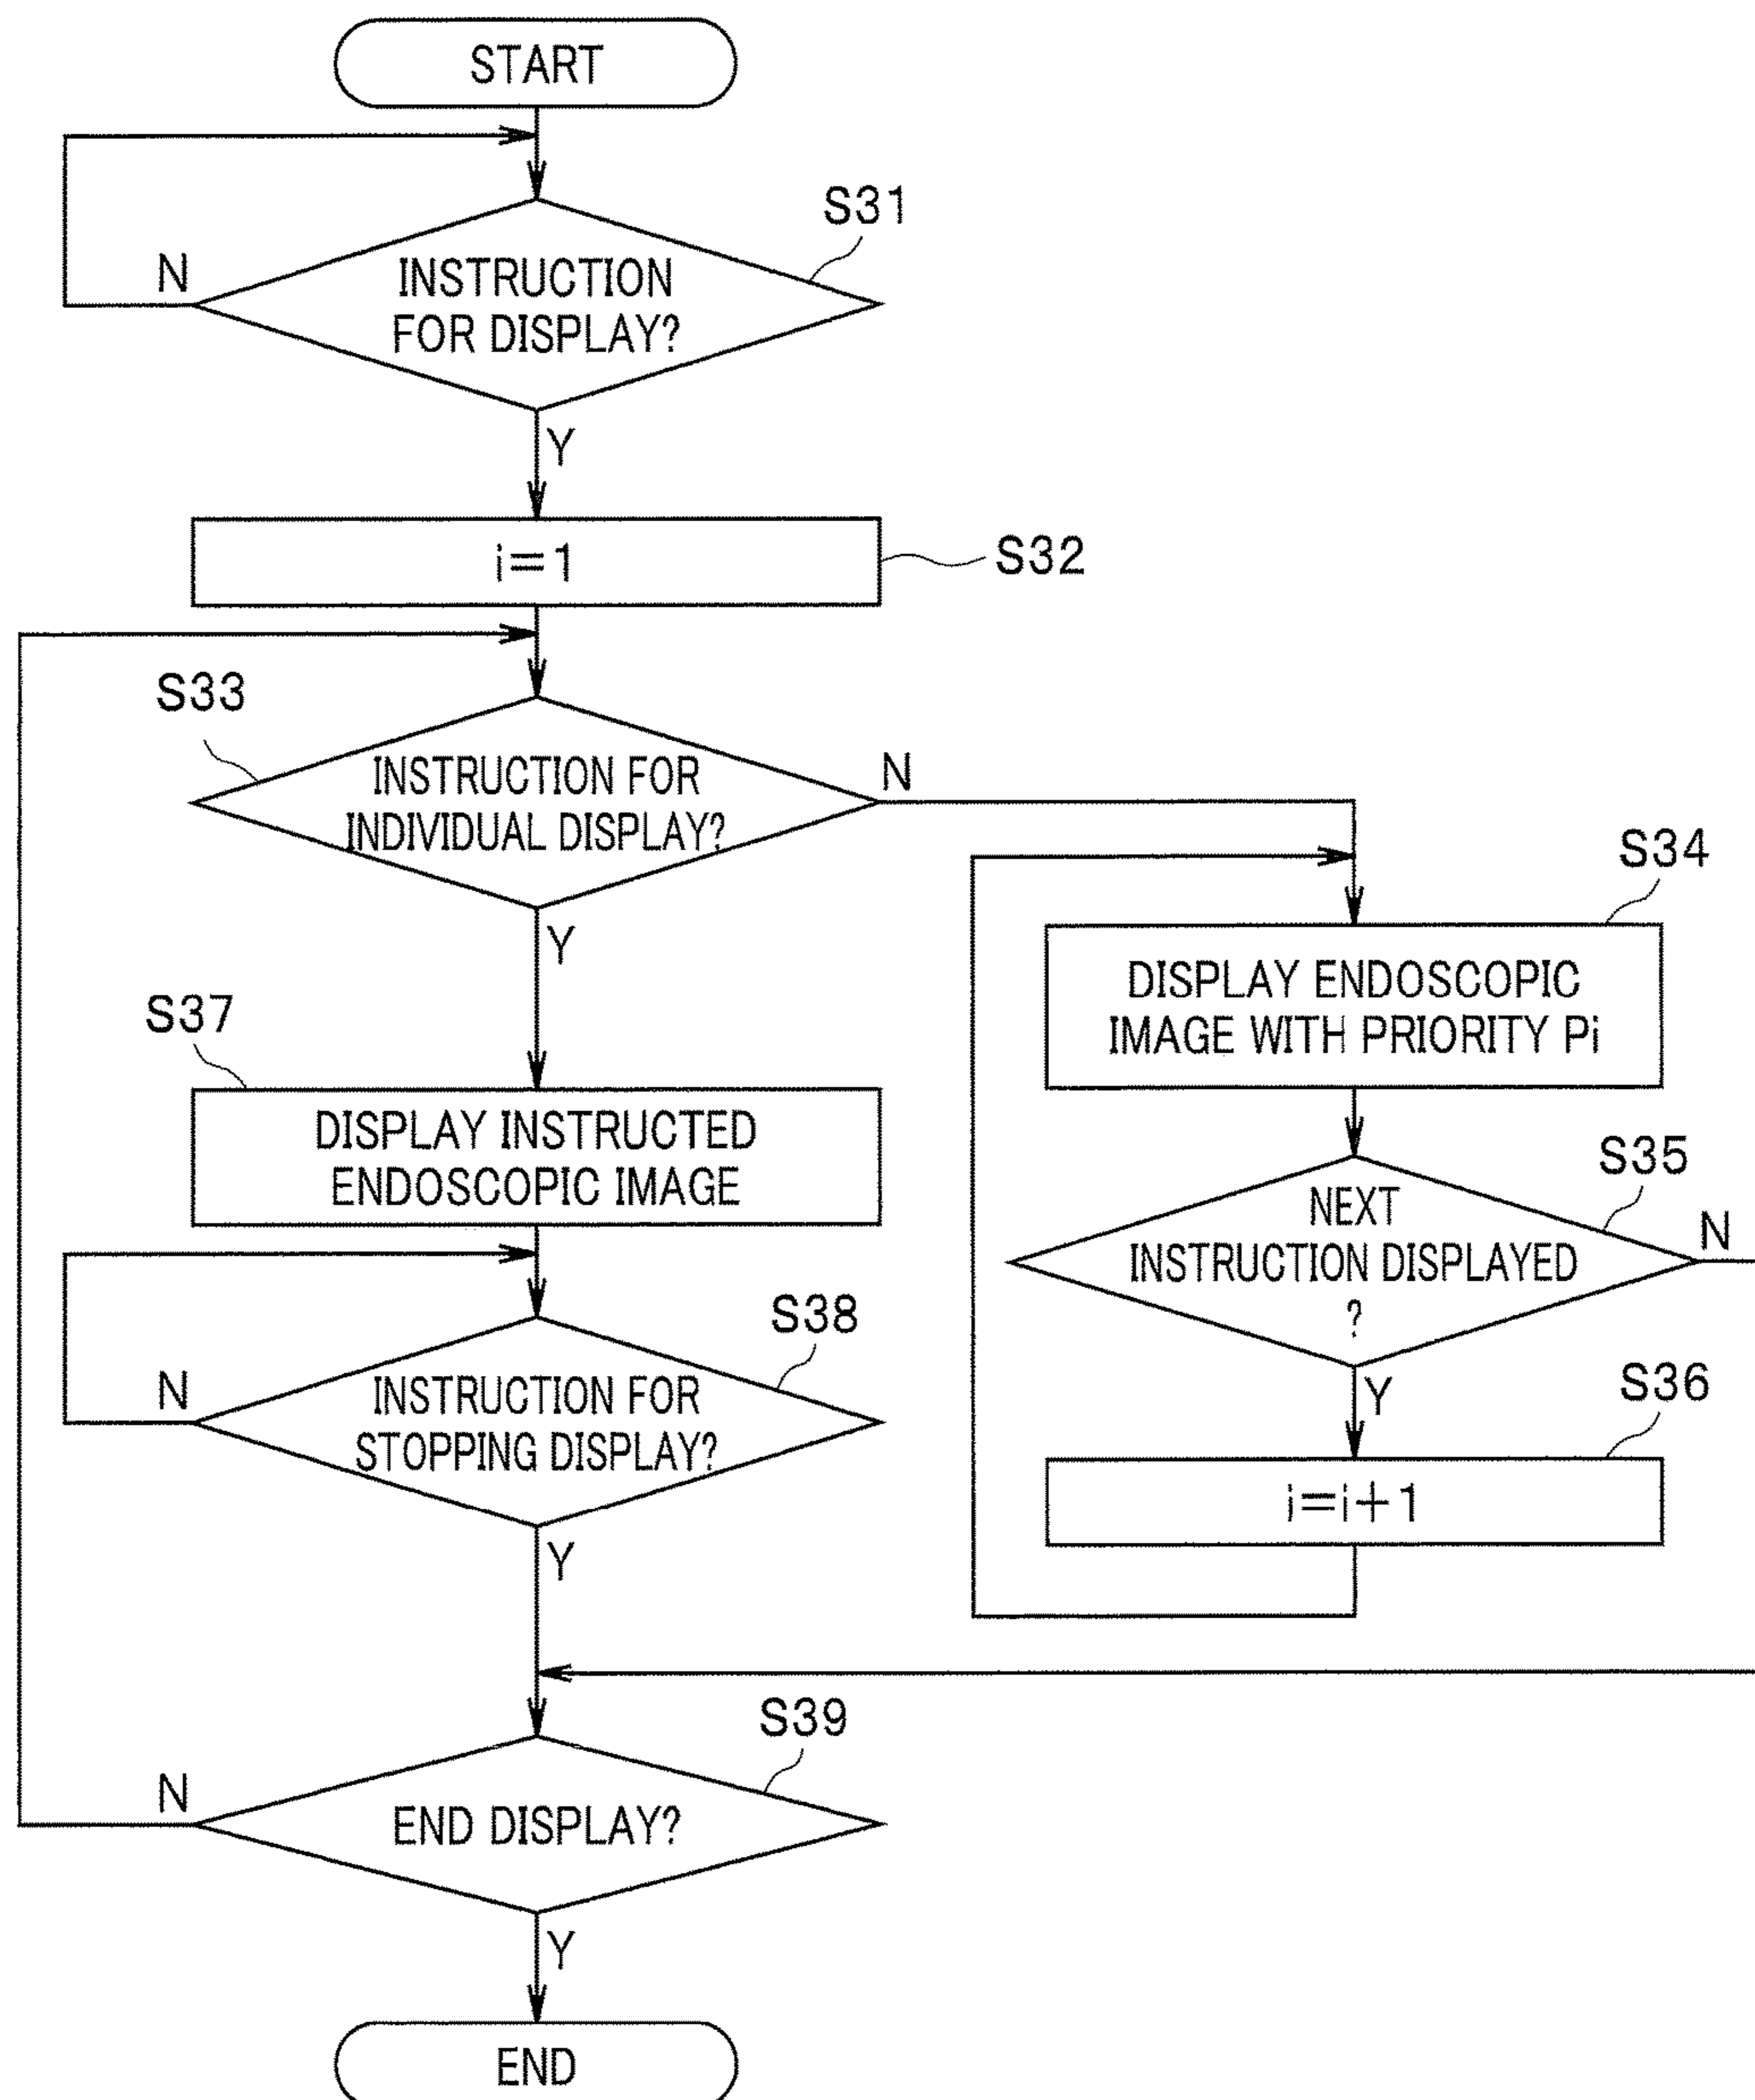 START
S31
N
INSTRUCTION
FOR DISPLAY?
Y
i=1
S32
S33
INSTRUCTION FOR
INDIVIDUAL DISPLAY?
N
Y
S34
DISPLAY ENDOSCOPIC
IMAGE WITH PRIORITY Pi
S35
NEXT
INSTRUCTION DISPLAYED
?
N
Y
S36
i=i+1
S37
DISPLAY INSTRUCTED
ENDOSCOPIC IMAGE
S38
N
INSTRUCTION FOR
STOPPING DISPLAY?
Y
S39
N
END DISPLAY?
Y
END